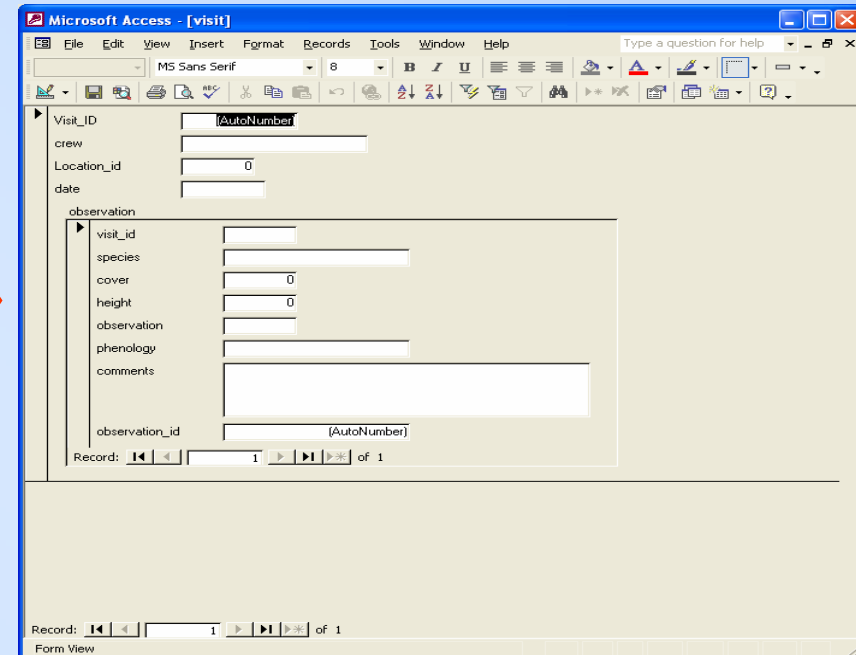 Microsoft Access - [visit]
File Edit View Insert Format Records Tools Window Help Type a question for help
MS Sans Serif 8 B I U
Visit_ID (AutoNumber)
crew
Location_id 0
date
observation
visit_id
species
cover 0
height 0
observation
phenology
comments
observation_id (AutoNumber)
Record: 1 of 1
Record: 1 of 1
Form View